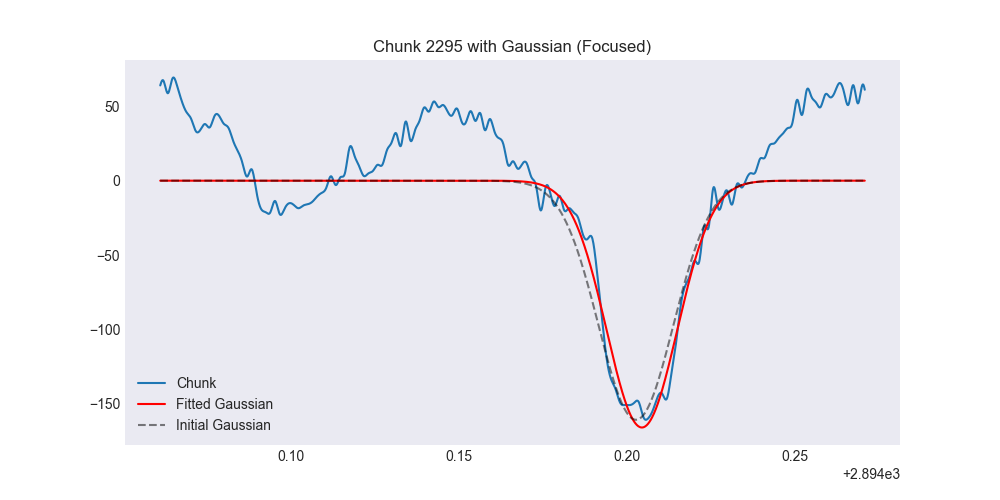 Chunk 2295 with Gaussian (Focused)
50
0
−50
−100
−150
Chunk
Fitted Gaussian
Initial Gaussian
0.10 0.15 0.20 0.25
+2.894e3